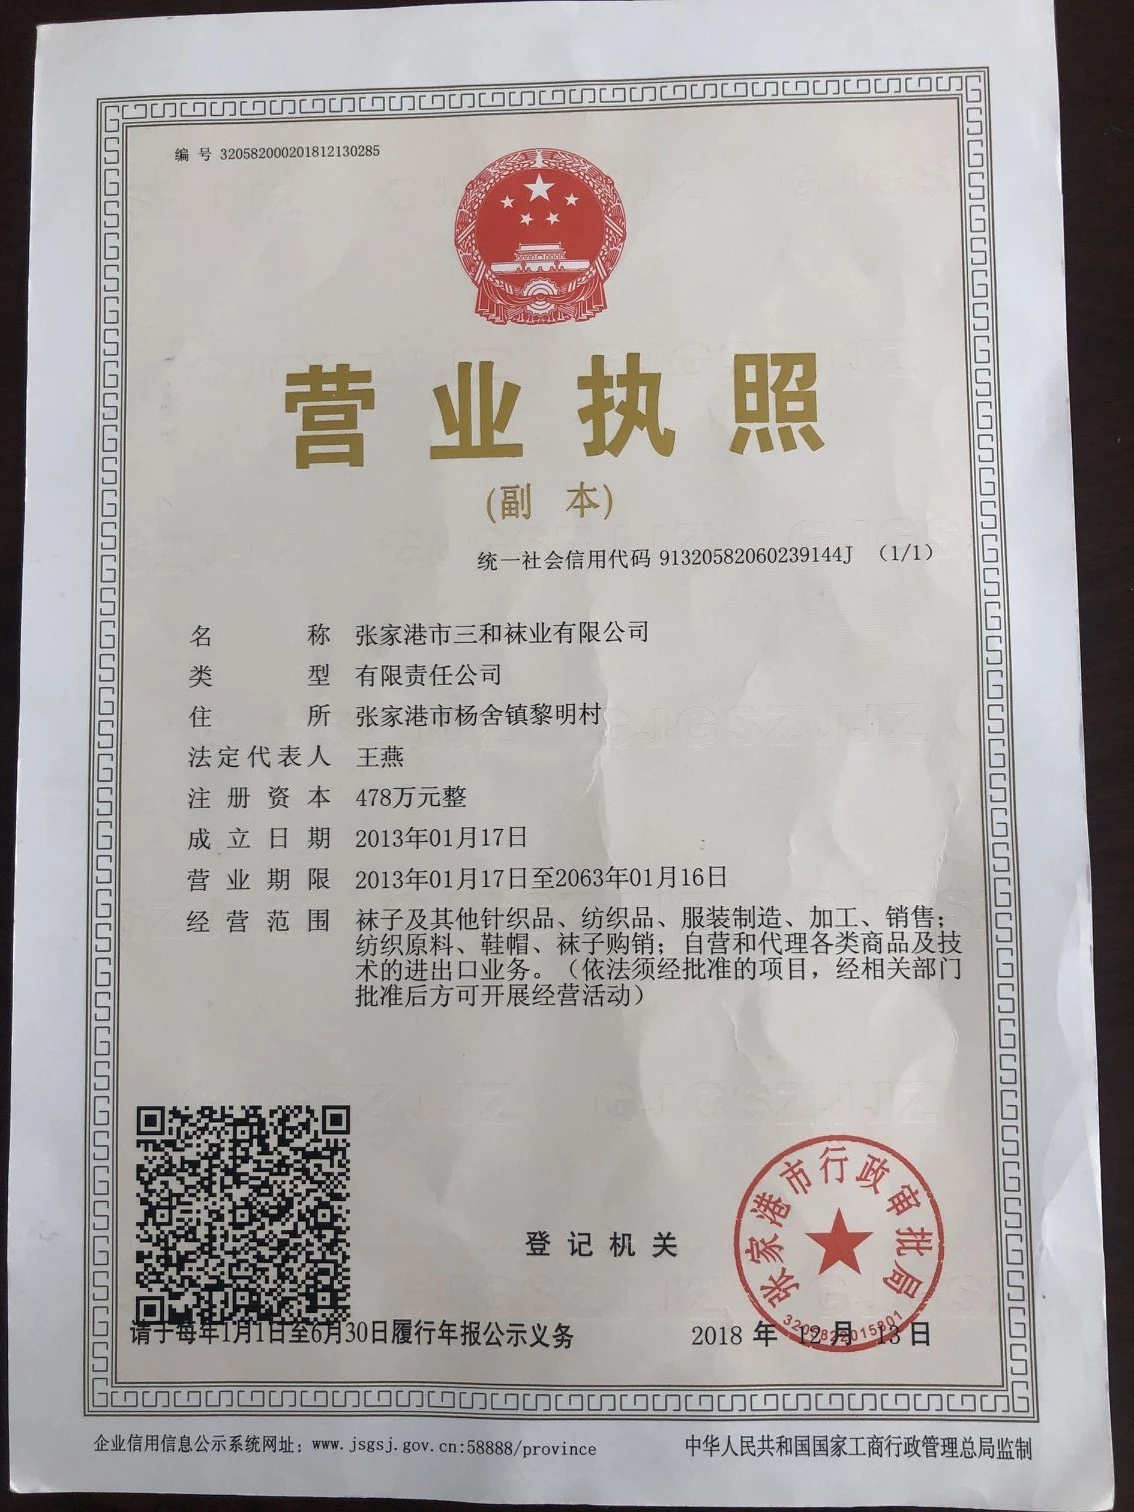 编 号 320582000201812130285
营业执照
(副 本)
统一社会信用代码 91320582060239144J （1/1）
名 称 张家港市三和袜业有限公司
类 型 有限责任公司
住 所 张家港市杨舍镇黎明村
法定代表人 王燕
注册资本 478万元整
成立日期 2013年01月17日
营业期限 2013年01月17日至2063年01月16日
经营范围 袜子及其他针织品、纺织品、服装制造、加工、销售；
纺织原料、鞋帽、袜子购销；自营和代理各类商品及技
术的进出口业务。（依法须经批准的项目，经相关部门
批准后方可开展经营活动）
登记机关
张家港市行政审批局
请于每年1月1日至6月30日履行年报公示义务
2018 年 12 月 13 日
企业信用信息公示系统网址：www.jsgsj.gov.cn:58888/province
中华人民共和国国家工商行政管理总局监制